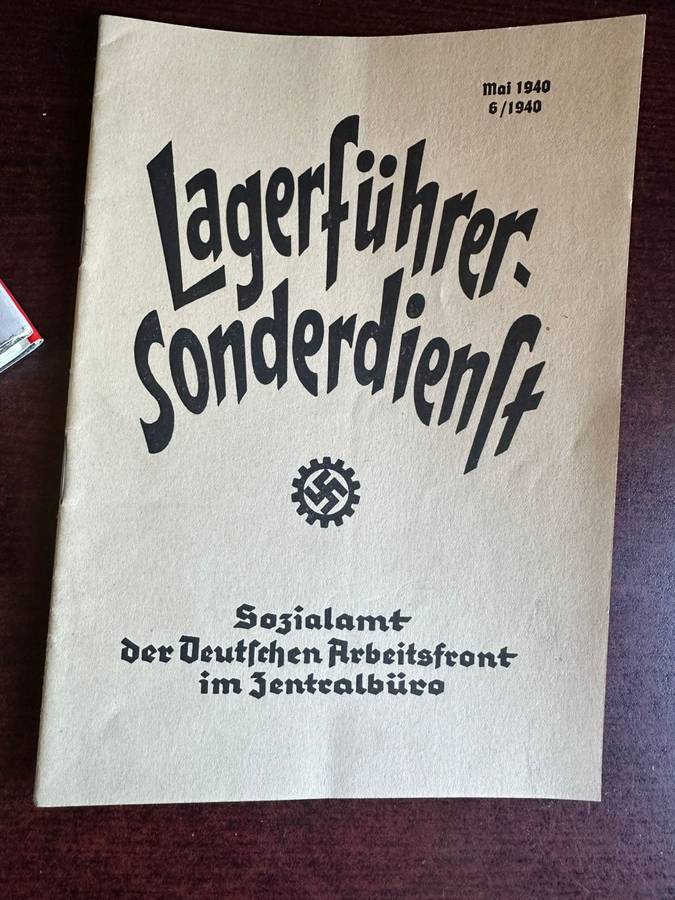 Mai 1940
6/1940
Lagerführer-
Sonderdienst
Sozialamt
der Deutschen Arbeitsfront
im Zentralbüro